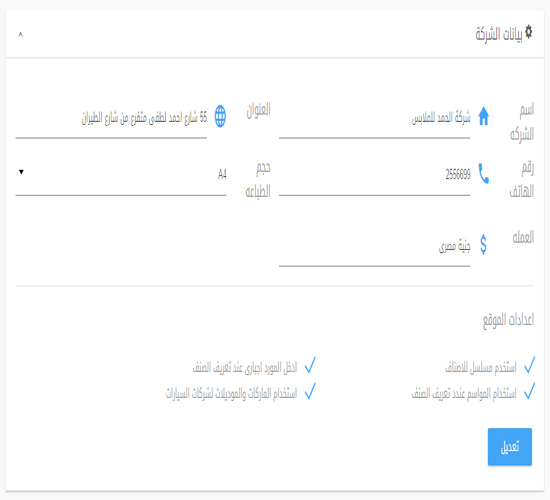 بيانات الشركة
اسم الشركه
شركة الحمد للملابس
العنوان
55 شارع احمد لطفى متفرع من شارع الطيران
رقم الهاتف
2556699
حجم الطباعه
A4
العمله
جنية مصرى
اعدادات الموقع
استخدم مسلسل للاصناف
ادخل المورد اجبارى عند تعريف الصنف
استخدام المواسم عندد تعريف الصنف
استخدام الماركات والموديلات لشركات السيارات
تعديل